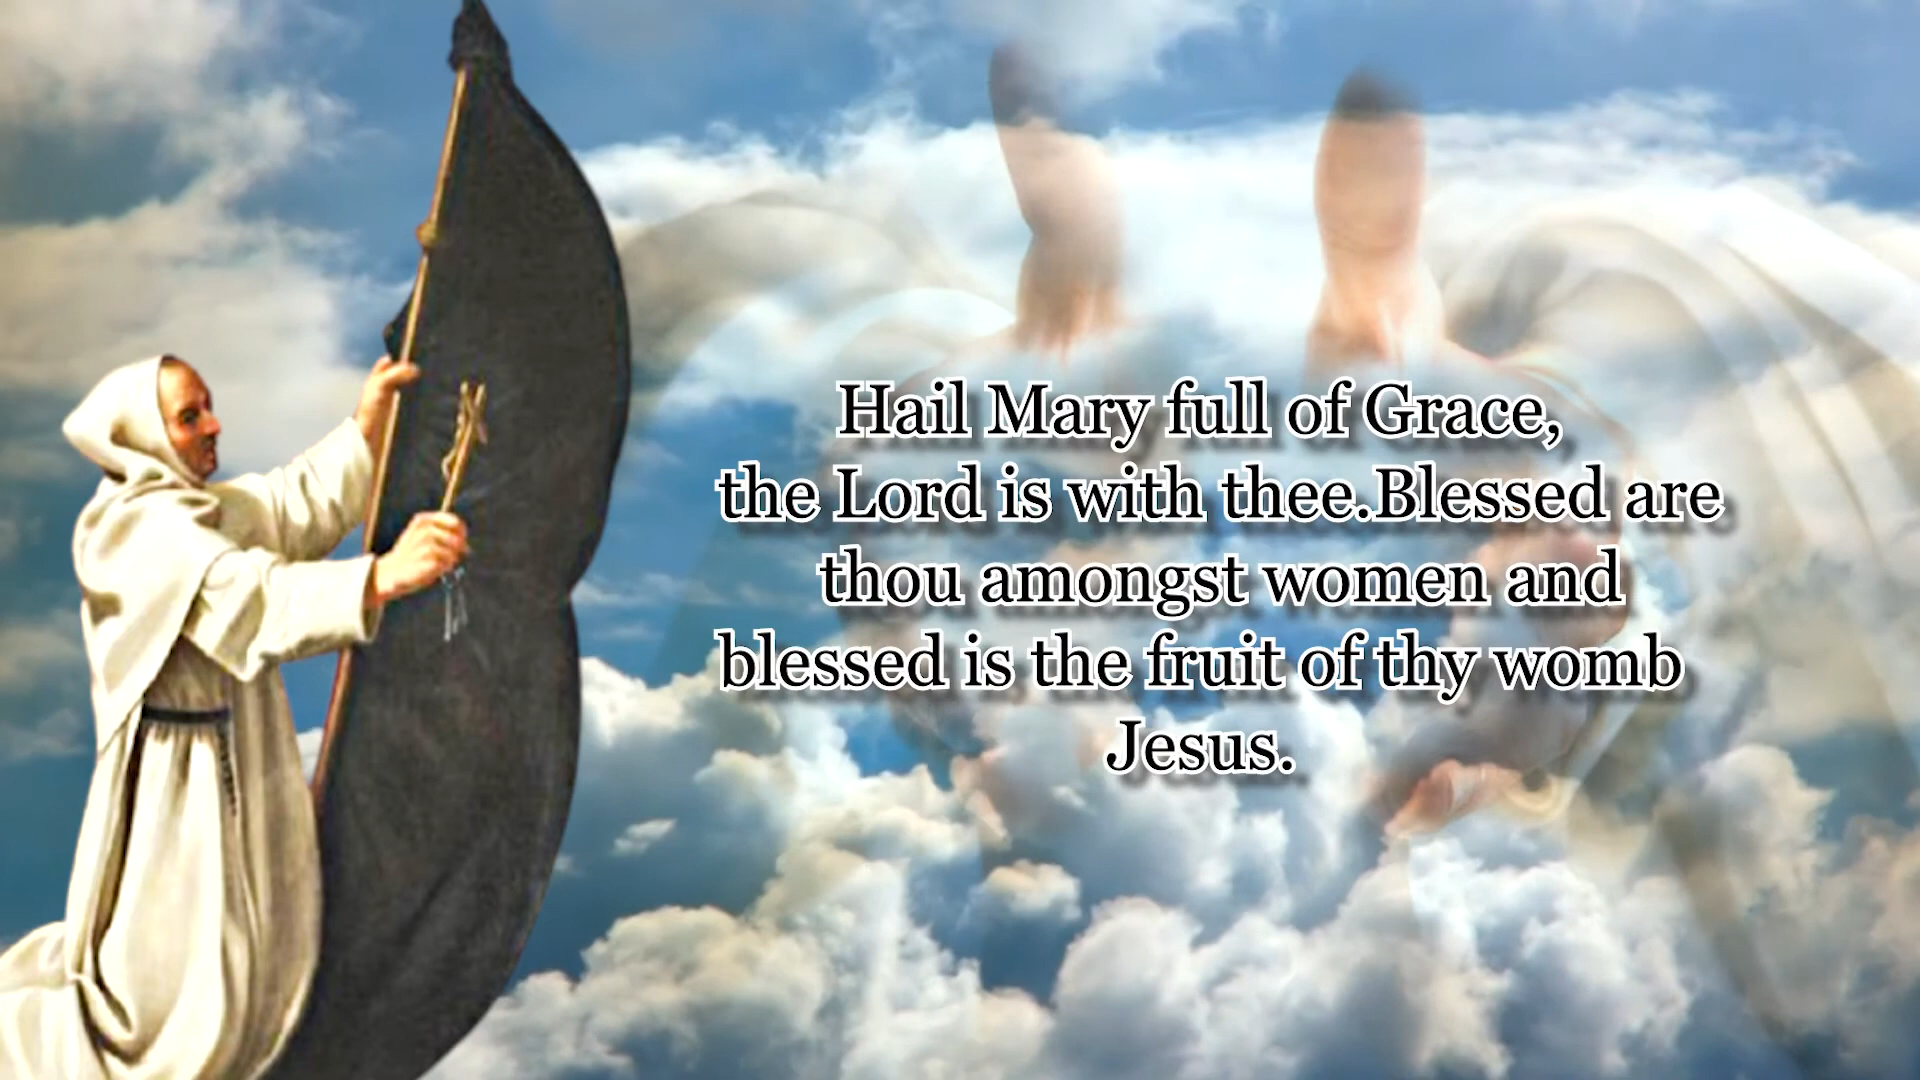 Hail Mary full of Grace,
the Lord is with thee.Blessed are
thou amongst women and
blessed is the fruit of thy womb
Jesus.